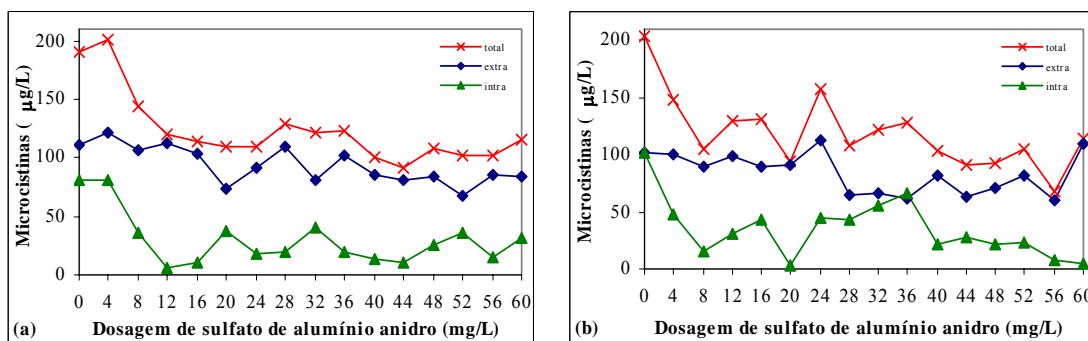 200
150
100
50
0
Microcistinas ( µg/L)
total
extra
intra
0 4 8 12 16 20 24 28 32 36 40 44 48 52 56 60
(a) Dosagem de sulfato de alumínio anidro (mg/L)
200
150
100
50
0
Microcistinas ( µg/L)
total
extra
intra
0 4 8 12 16 20 24 28 32 36 40 44 48 52 56 60
(b) Dosagem de sulfato de alumínio anidro (mg/L)